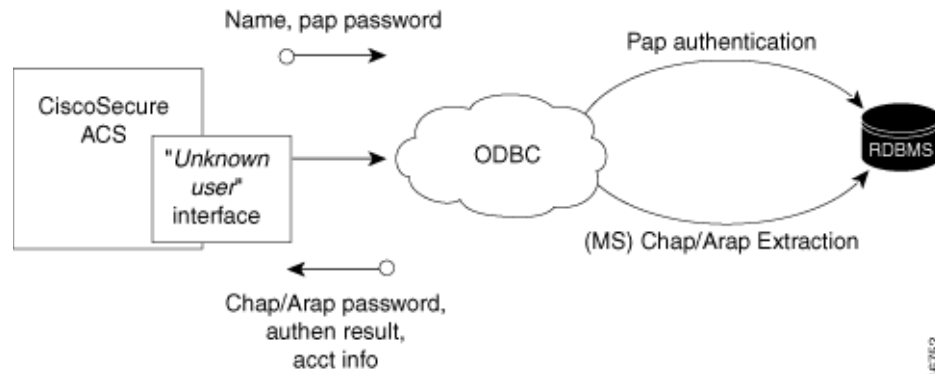 Name, pap password
Pap authentication
CiscoSecure
ACS
"Unknown
user"
interface
ODBC
RDBMS
(MS) Chap/Arap Extraction
Chap/Arap password,
authen result,
acct info